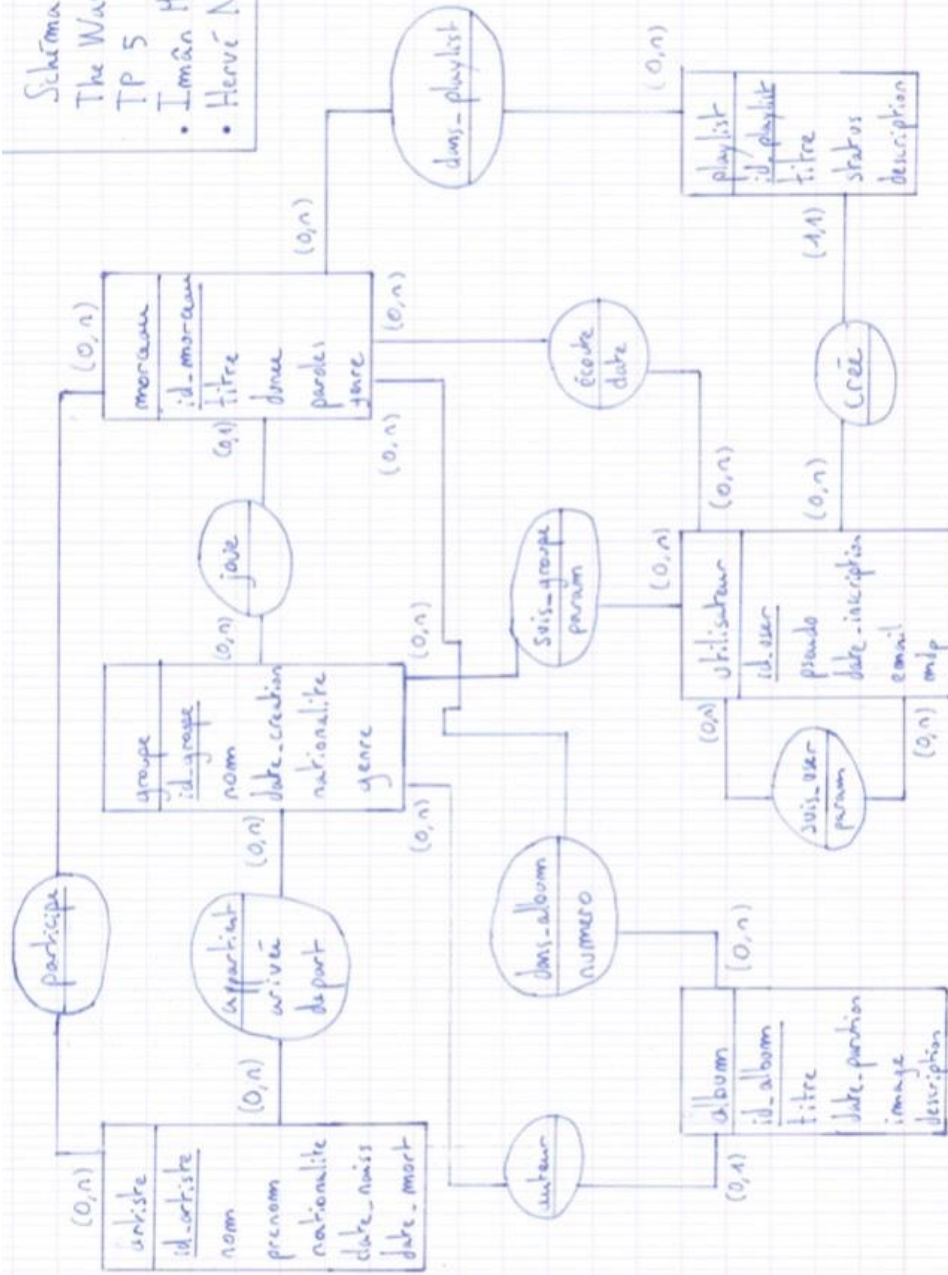 Schéma
The Wa
TP 5
• Imân M
• Hervé N
participe
(0,n)
(0,n)
artiste
id_artiste
nom
prenom
nationalite
date_naiss
date_mort
(0,n)
appartient
arivée
depart
(0,n)
groupe
id_groupe
nom
date_creation
nationalite
genre
(0,n)
joue
(0,1)
morceau
id_morceau
titre
duree
paroles
genre
(0,n)
dans_playlist
(0,n)
(0,n)
(0,n)
(0,n)
(0,n)
auteur
(0,1)
dans_album
numero
(0,n)
suis_groupe
param
(0,n)
écoute
date
(0,n)
album
id_album
titre
date_parution
image
description
(0,n)
suis_user
param
(0,n)
utilisateur
id_user
pseudo
date_inscription
email
mdp
(0,n)
Crée
(1,1)
playlist
id_playlist
titre
status
description